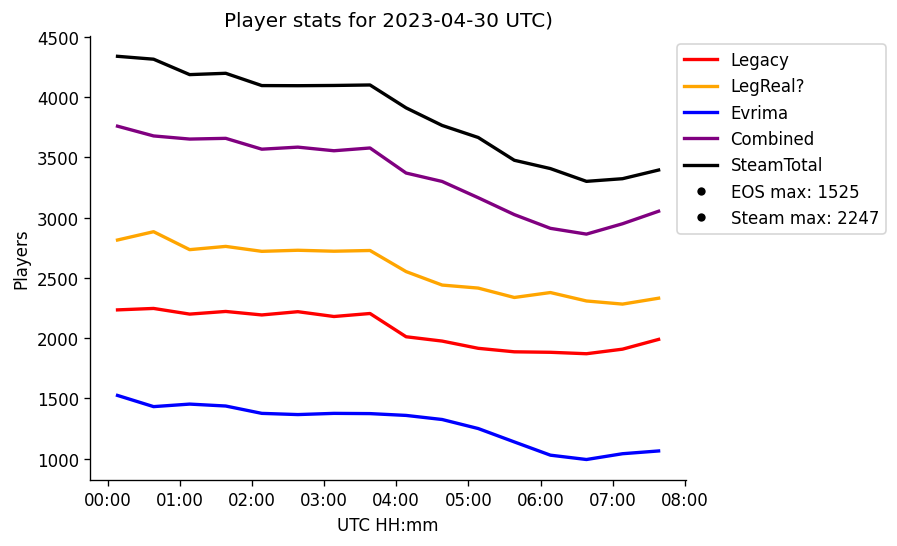 Player stats for 2023-04-30 UTC)
4500
4000
3500
3000
2500
2000
1500
1000
Players
00:00 01:00 02:00 03:00 04:00 05:00 06:00 07:00 08:00
UTC HH:mm
Legacy
LegReal?
Evrima
Combined
SteamTotal
EOS max: 1525
Steam max: 2247